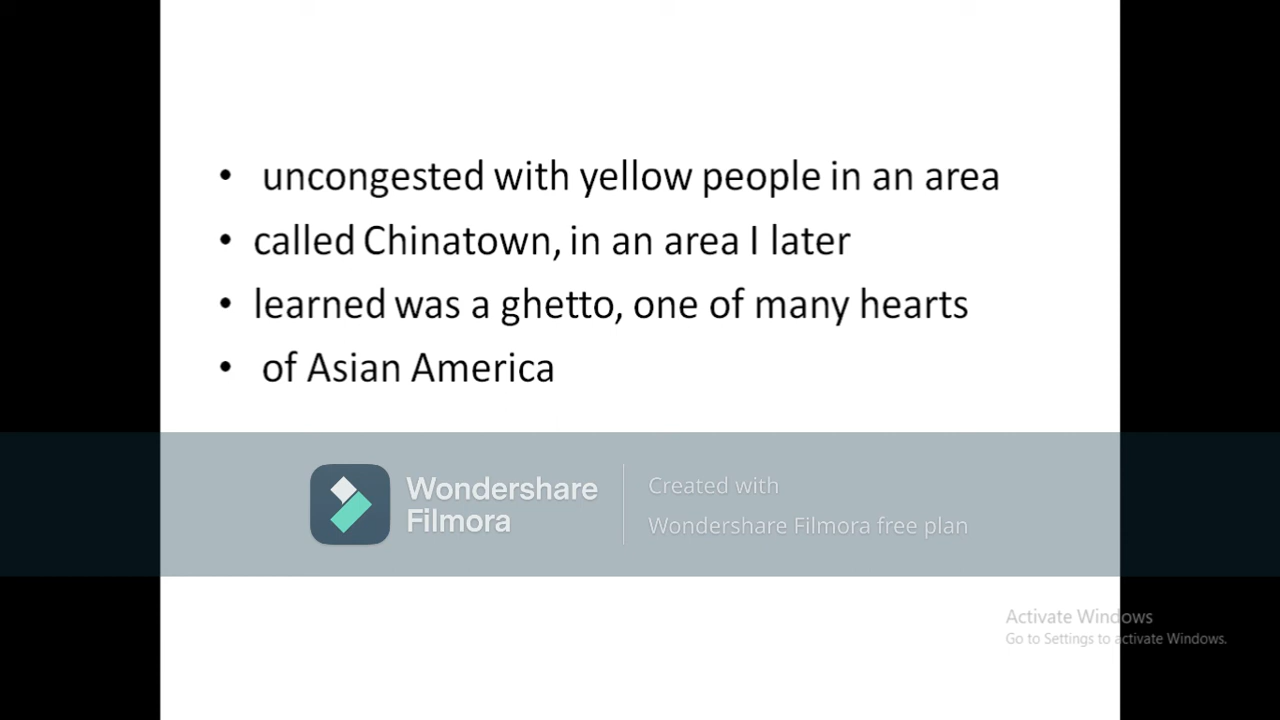 • uncongested with yellow people in an area
• called Chinatown, in an area I later
• learned was a ghetto, one of many hearts
• of Asian America
Wondershare
Filmora
Created with
Wondershare Filmora free plan
Activate Windows
Go to Settings to activate Windows.